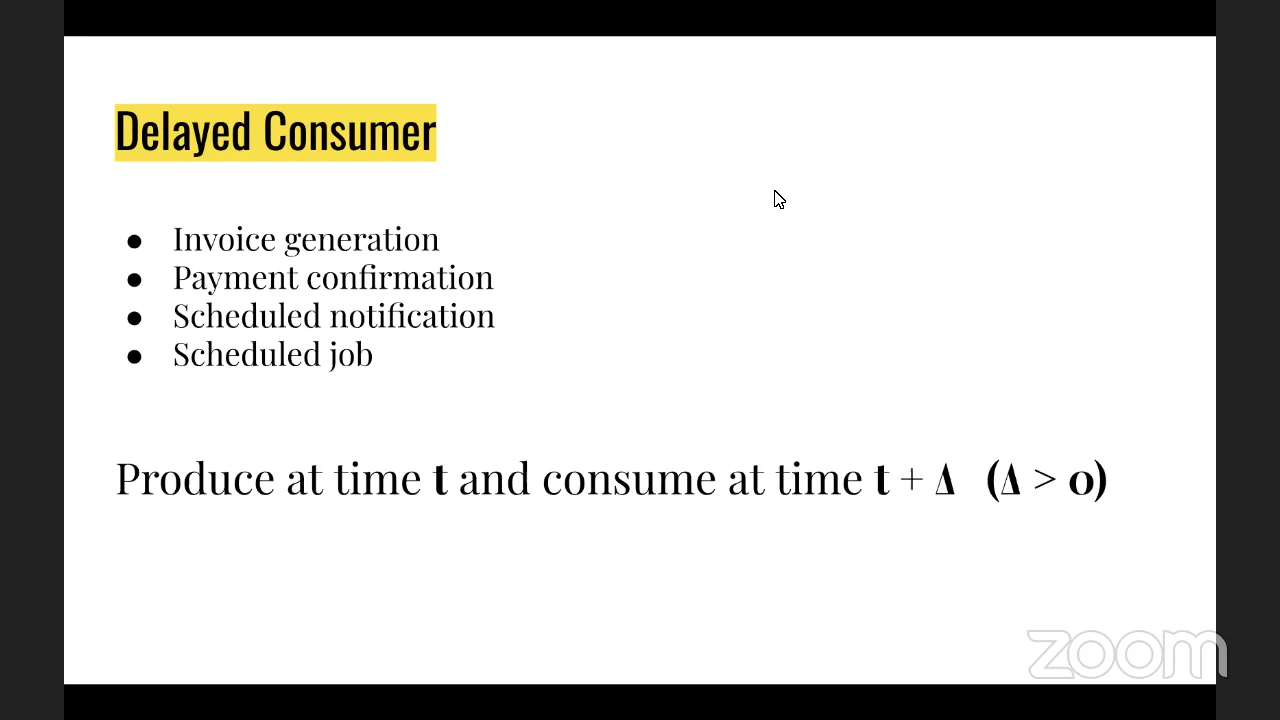 Delayed Consumer
● Invoice generation
● Payment confirmation
● Scheduled notification
● Scheduled job
Produce at time t and consume at time t + Δ (Δ > 0)
zoom